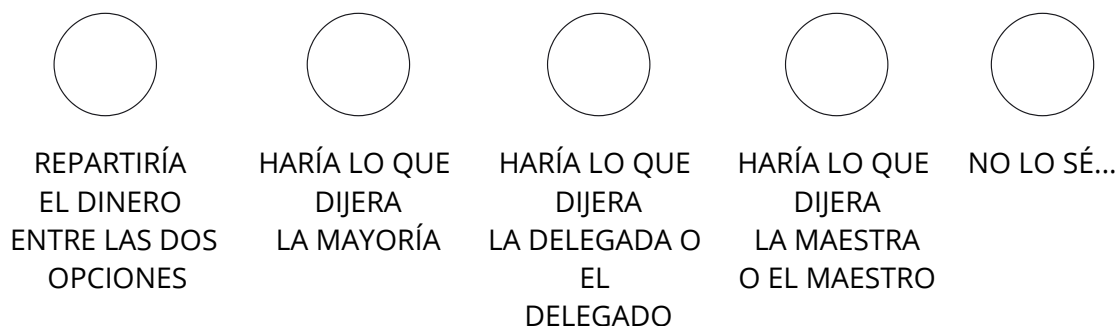 REPARTIRÍA
EL DINERO
ENTRE LAS DOS
OPCIONES
HARÍA LO QUE
DIJERA
LA MAYORÍA
HARÍA LO QUE
DIJERA
LA DELEGADA O
EL
DELEGADO
HARÍA LO QUE
DIJERA
LA MAESTRA
O EL MAESTRO
NO LO SÉ...